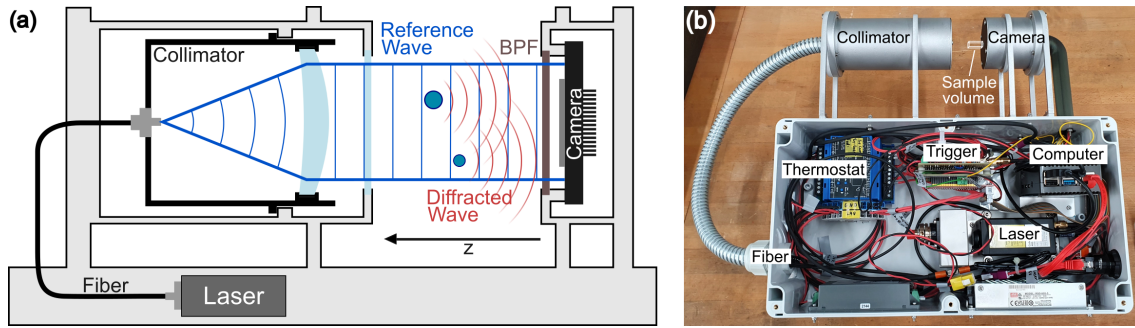 (a)
Collimator
Reference
Wave
BPF
Camera
Diffracted
Wave
z
Fiber
Laser
(b)
Collimator
Camera
Sample
volume
Thermostat
Trigger
Computer
Laser
Fiber